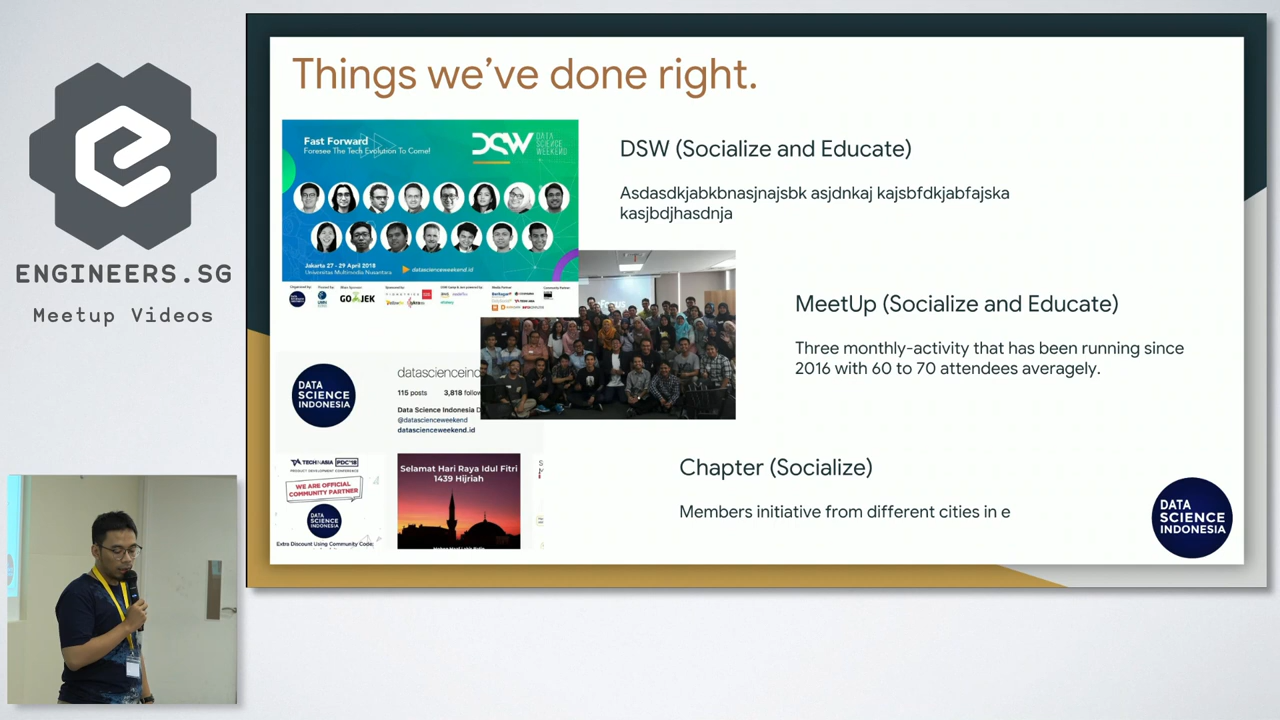 ENGINEERS.SG
Meetup Videos
Things we've done right.
Fast Forward
Foresee The Tech Evolution To Come!
DSW
DATA
SCIENCE
WEEKEND
Jakarta 27 - 29 April 2018
Universitas Multimedia Nusantara
datascienceweekend.id
GOJEK
DSW (Socialize and Educate)
Asdasdkjabkbnasjnajsbk asjdnkaj kajsbfdkjabfajska
kasjbdjhasdnja
MeetUp (Socialize and Educate)
Three monthly-activity that has been running since
2016 with 60 to 70 attendees averagely.
DATA
SCIENCE
INDONESIA
datascienceind
115 posts 3,818 follow
Data Science Indonesia D
@datascienceweekend
datascienceweekend.id
TECHINASIA PDC'18
PRODUCT DEVELOPMENT CONFERENCE
WE ARE OFFICIAL
COMMUNITY PARTNER
DATA
SCIENCE
INDONESIA
Extra Discount Using Community Code:
Selamat Hari Raya Idul Fitri
1439 Hijriah
Chapter (Socialize)
Members initiative from different cities in e
DATA
SCIENCE
INDONESIA